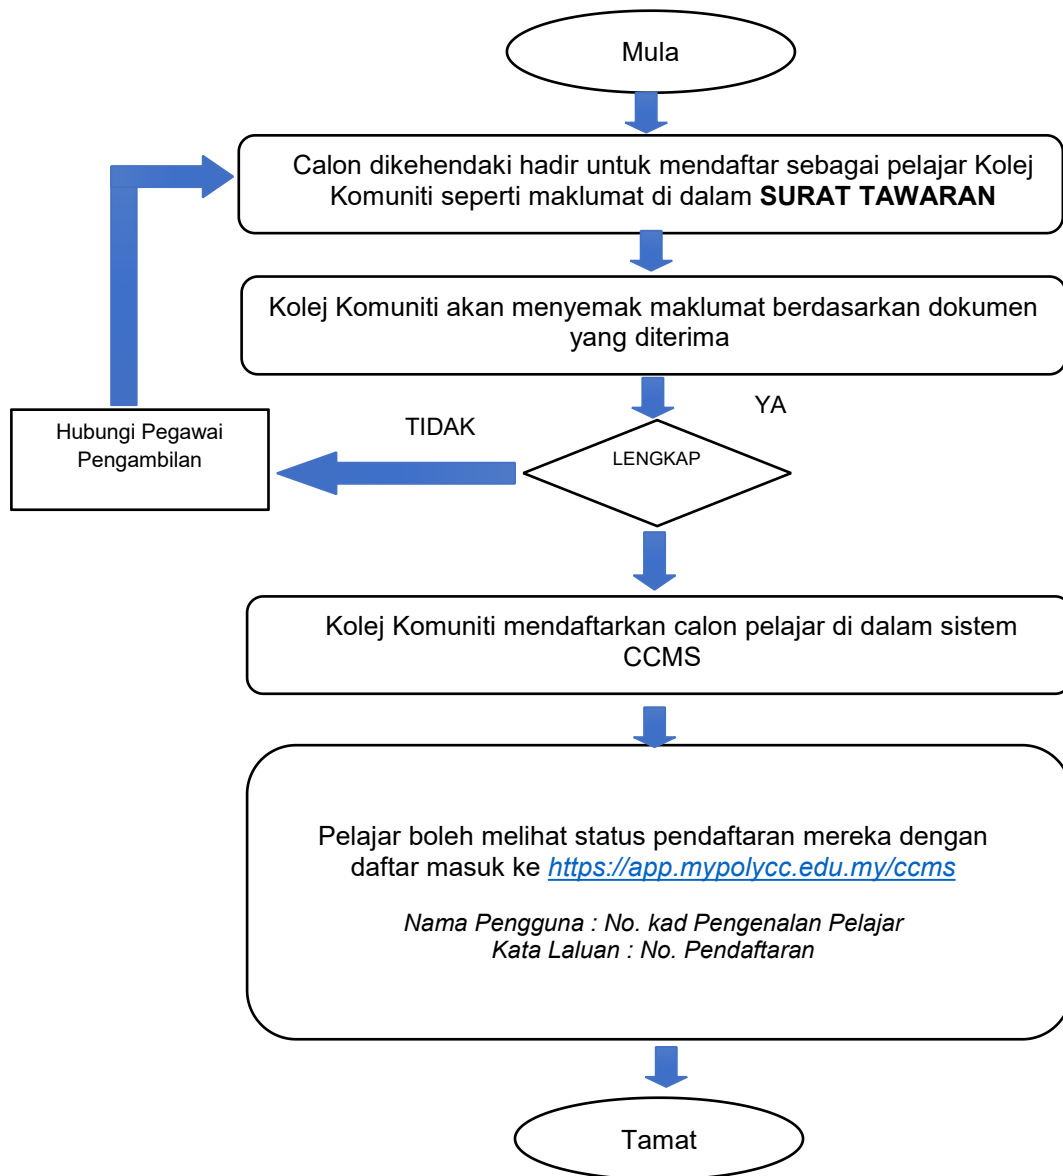 Mula
Calon dikehendaki hadir untuk mendaftar sebagai pelajar Kolej
Komuniti seperti maklumat di dalam SURAT TAWARAN
Kolej Komuniti akan menyemak maklumat berdasarkan dokumen
yang diterima
YA
TIDAK
LENGKAP
Hubungi Pegawai
Pengambilan
Kolej Komuniti mendaftarkan calon pelajar di dalam sistem
CCMS
Pelajar boleh melihat status pendaftaran mereka dengan
daftar masuk ke https://app.mypolycc.edu.my/ccms
Nama Pengguna : No. kad Pengenalan Pelajar
Kata Laluan : No. Pendaftaran
Tamat